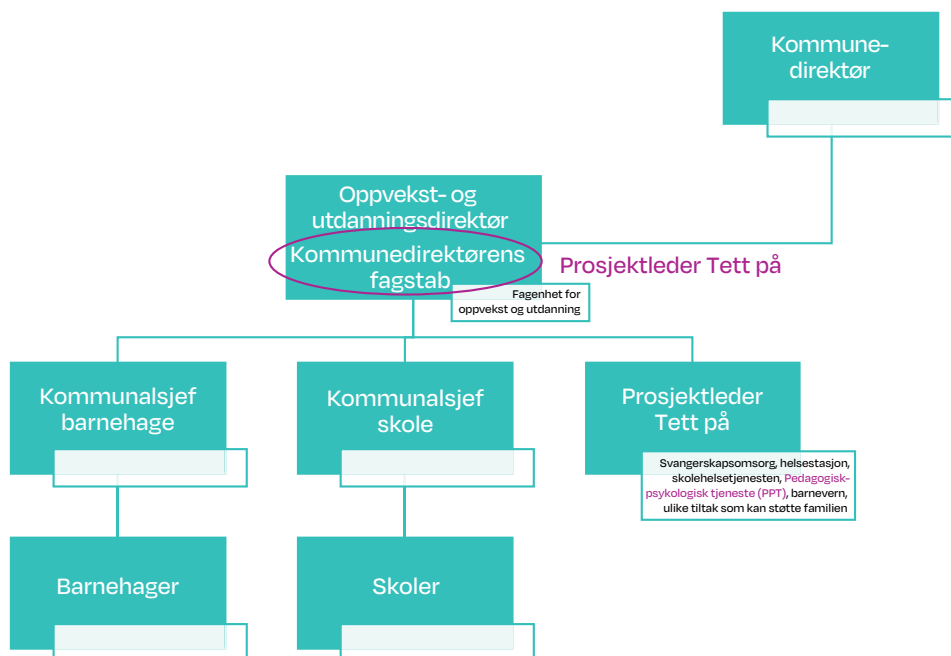 Kommune-
direktør
Oppvekst- og
utdanningsdirektør
Kommunedirektørens
fagstab
Prosjektleder Tett på
Fagenhet for
oppvekst og utdanning
Kommunalsjef
barnehage
Kommunalsjef
skole
Prosjektleder
Tett på
Svangerskapsomsorg, helsestasjon,
skolehelsetjenesten, Pedagogisk-
psykologisk tjeneste (PPT), barnevern,
ulike tiltak som kan støtte familien
Barnehager
Skoler